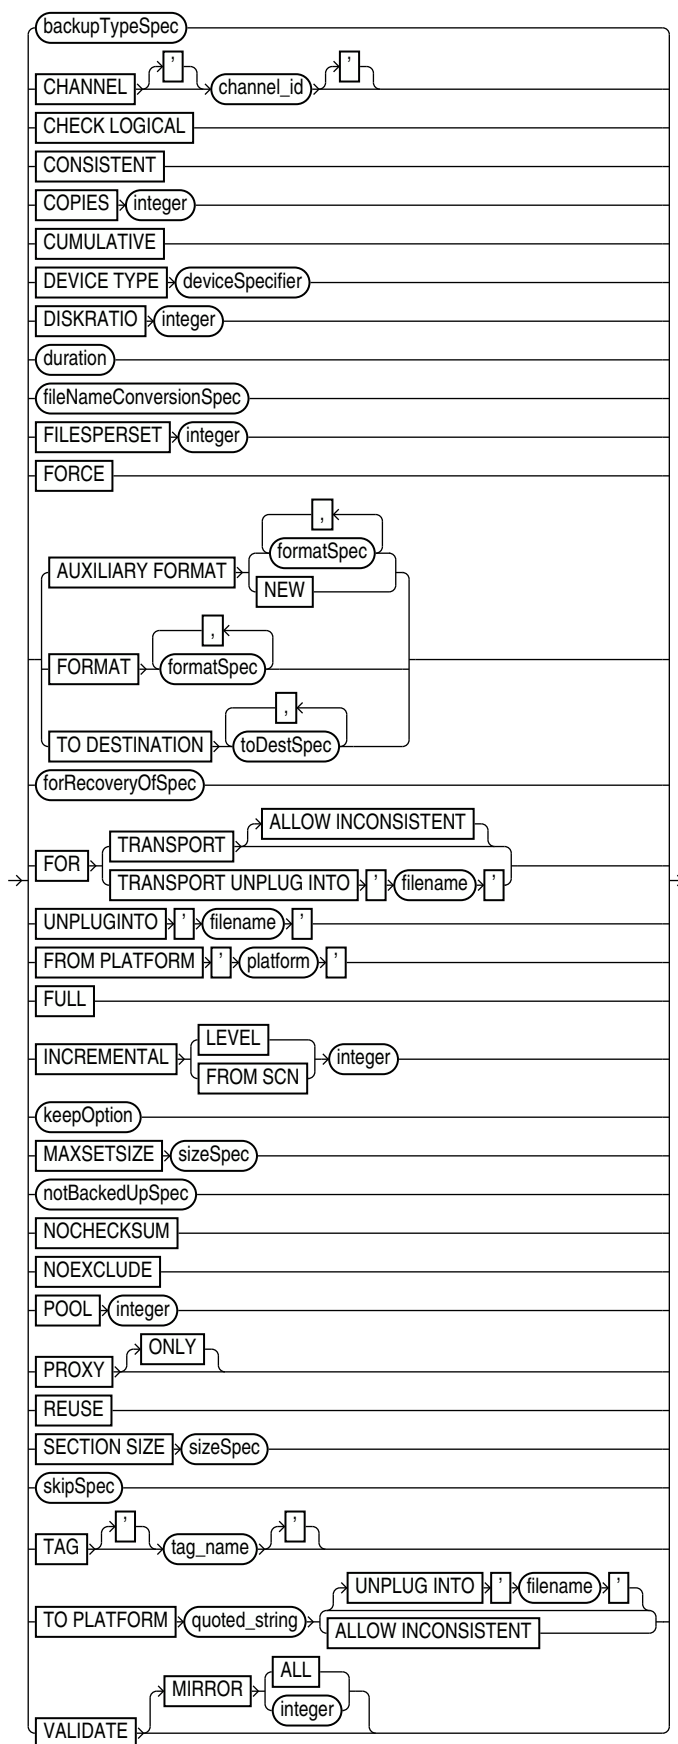 backupTypeSpec
CHANNEL ' channel_id '
CHECK LOGICAL
CONSISTENT
COPIES integer
CUMULATIVE
DEVICE TYPE deviceSpecifier
DISKRATIO integer
duration
fileNameConversionSpec
FILESPERSET integer
FORCE
,
formatSpec
AUXILIARY FORMAT
NEW
,
FORMAT formatSpec
,
TO DESTINATION toDestSpec
forRecoveryOfSpec
ALLOW INCONSISTENT
TRANSPORT
FOR
TRANSPORT UNPLUG INTO ' filename '
UNPLUGINTO ' filename '
FROM PLATFORM ' platform '
FULL
LEVEL
INCREMENTAL integer
FROM SCN
keepOption
MAXSETSIZE sizeSpec
notBackedUpSpec
NOCHECKSUM
NOEXCLUDE
POOL integer
ONLY
PROXY
REUSE
SECTION SIZE sizeSpec
skipSpec
TAG ' tag_name '
UNPLUG INTO ' filename '
TO PLATFORM quoted_string
ALLOW INCONSISTENT
ALL
MIRROR
integer
VALIDATE